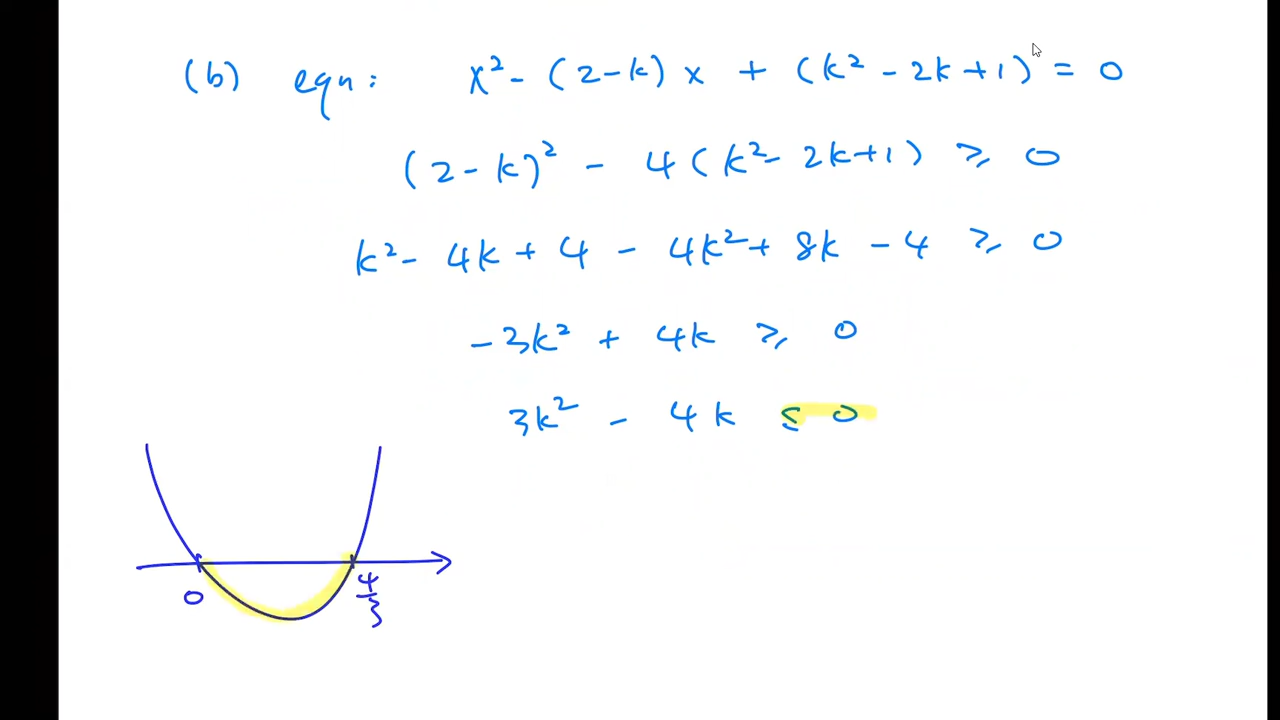 (b) eqn: x² - (2-k) x + (k² - 2k+1) = 0
(2-k)² - 4(k² - 2k+1) ⩾ 0
k² - 4k + 4 - 4k² + 8k - 4 ⩾ 0
-3k² + 4k ⩾ 0
3k² - 4k ≤ 0
0 4/3